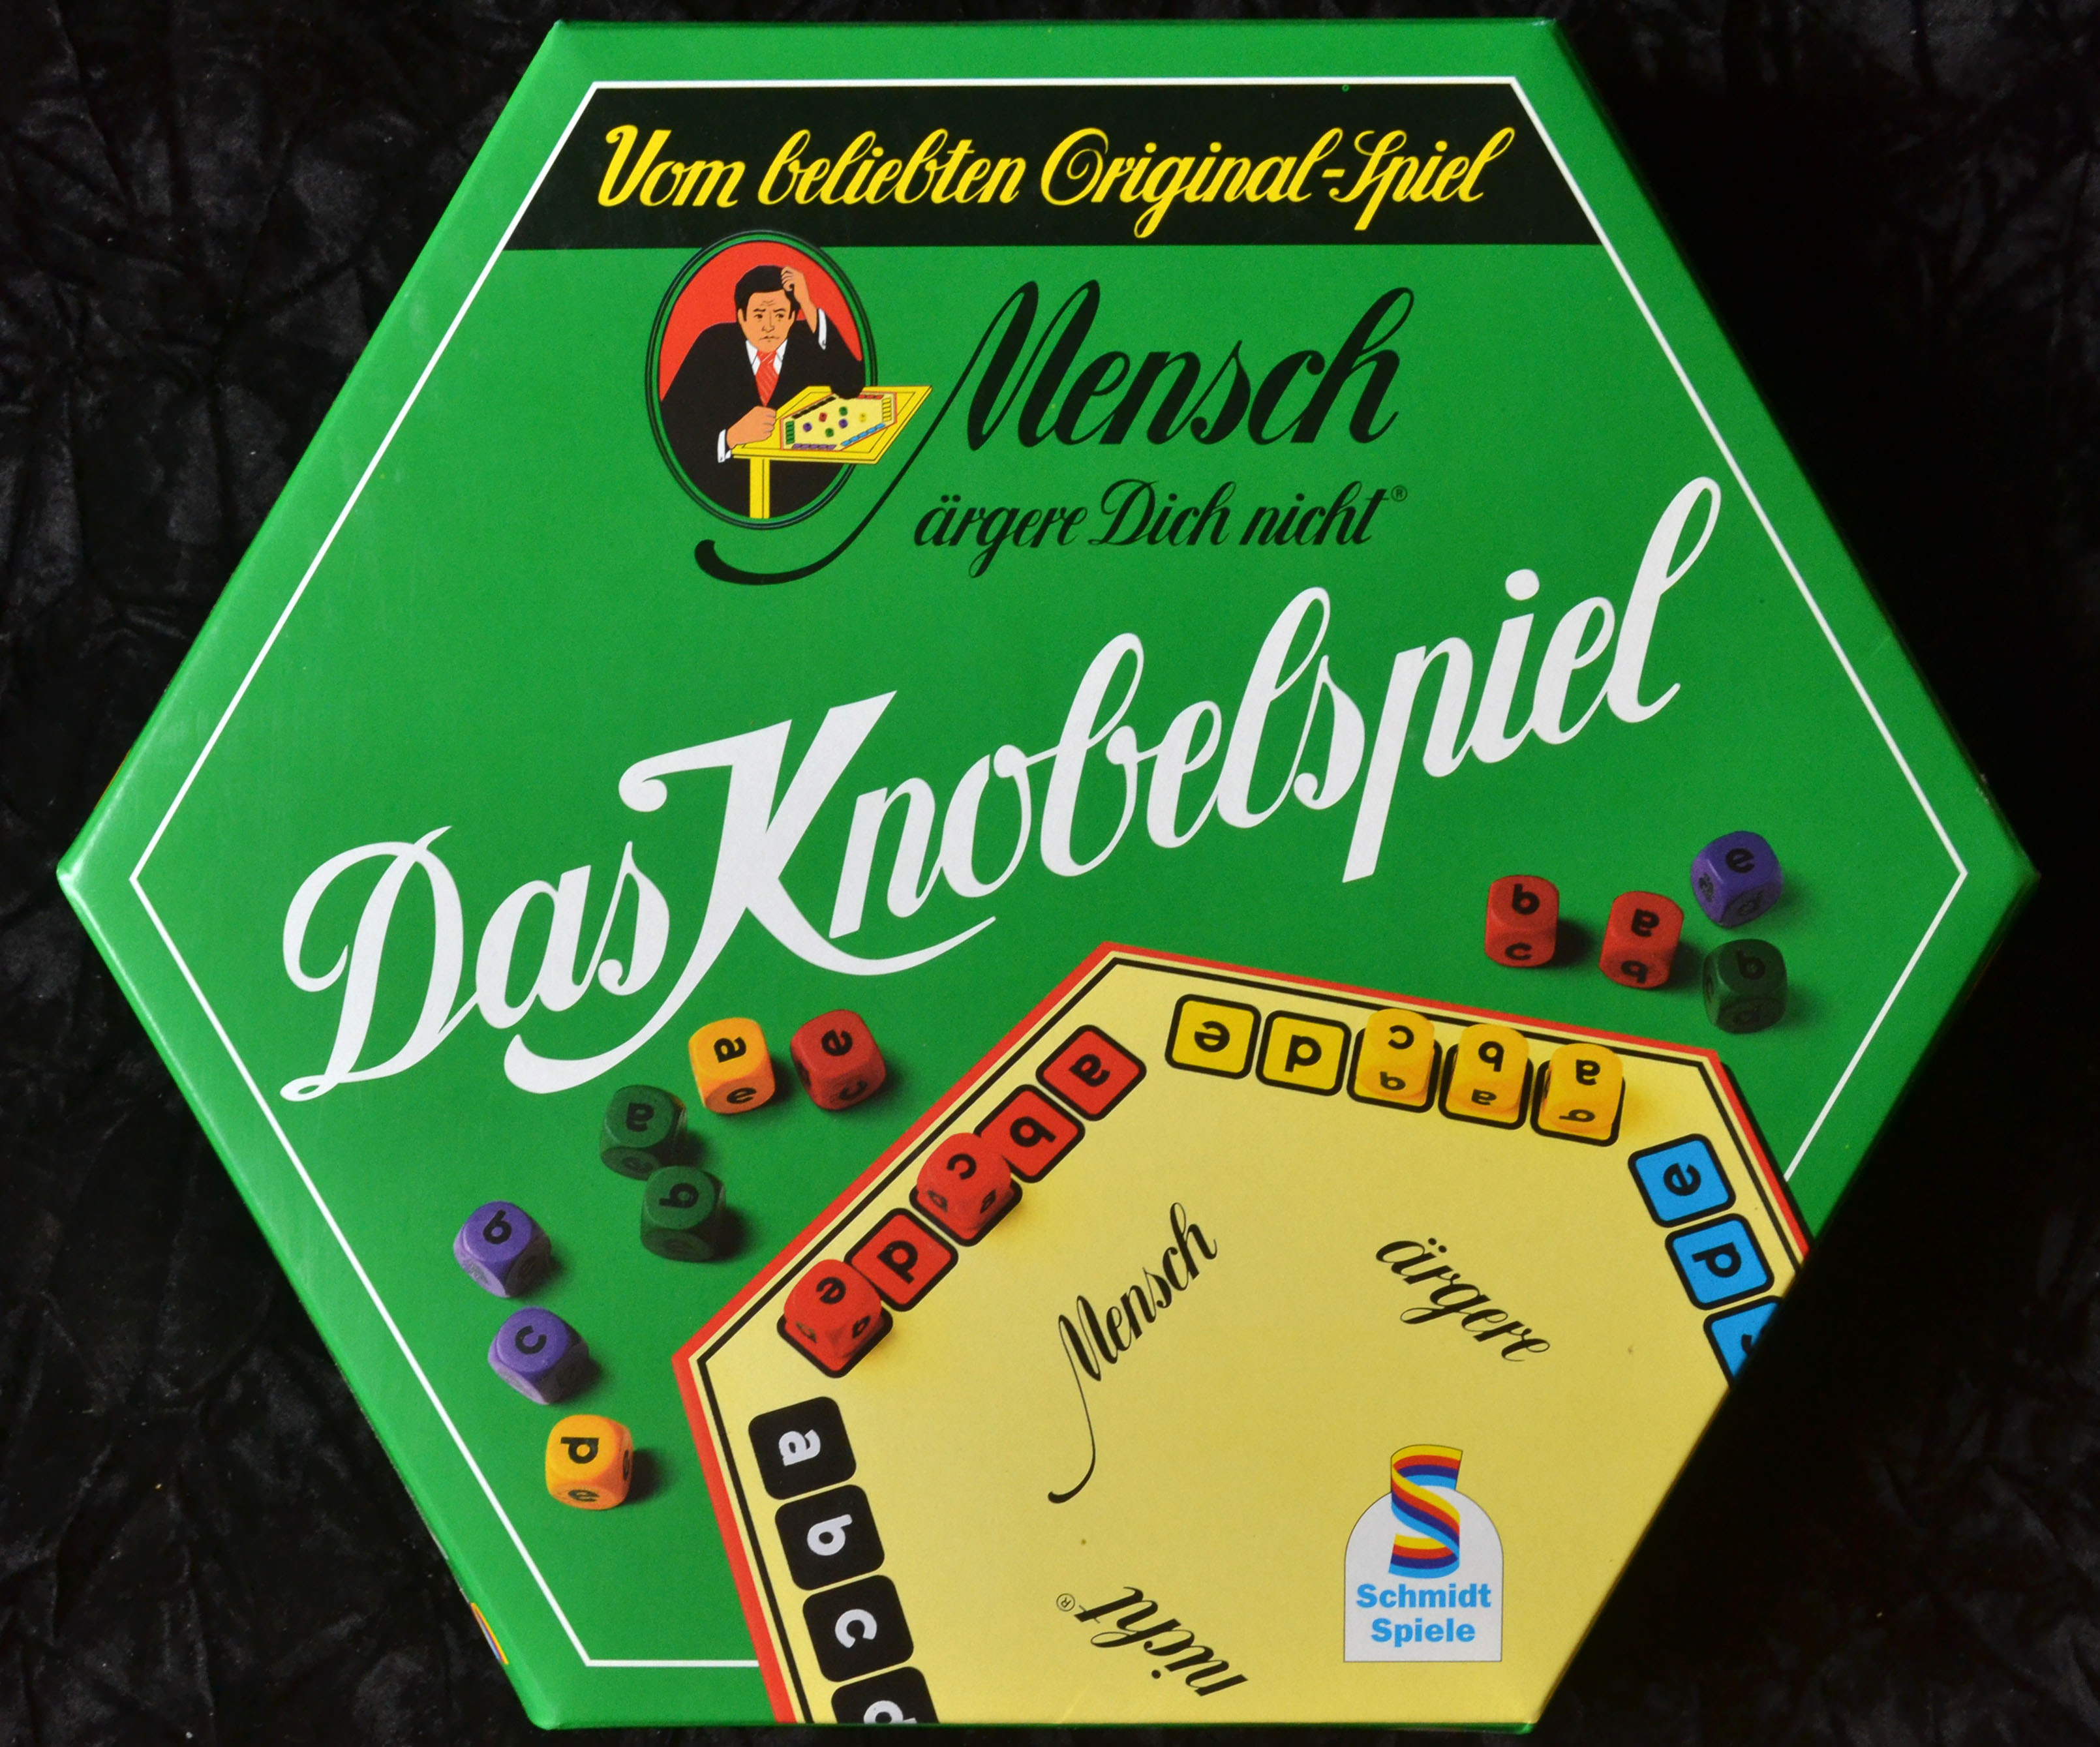 Vom beliebten Original-Spiel
Mensch
ärgere Dich nicht®
Das Knobelspiel
e
b
a
c
b
b
a
e
a
e
a
b
b
c
d
e
e
d
c
b
a
b
a
b
a
b
c
d
e
e
d
c
a
b
c
d
Mensch
ärgere
nicht®
Schmidt
Spiele